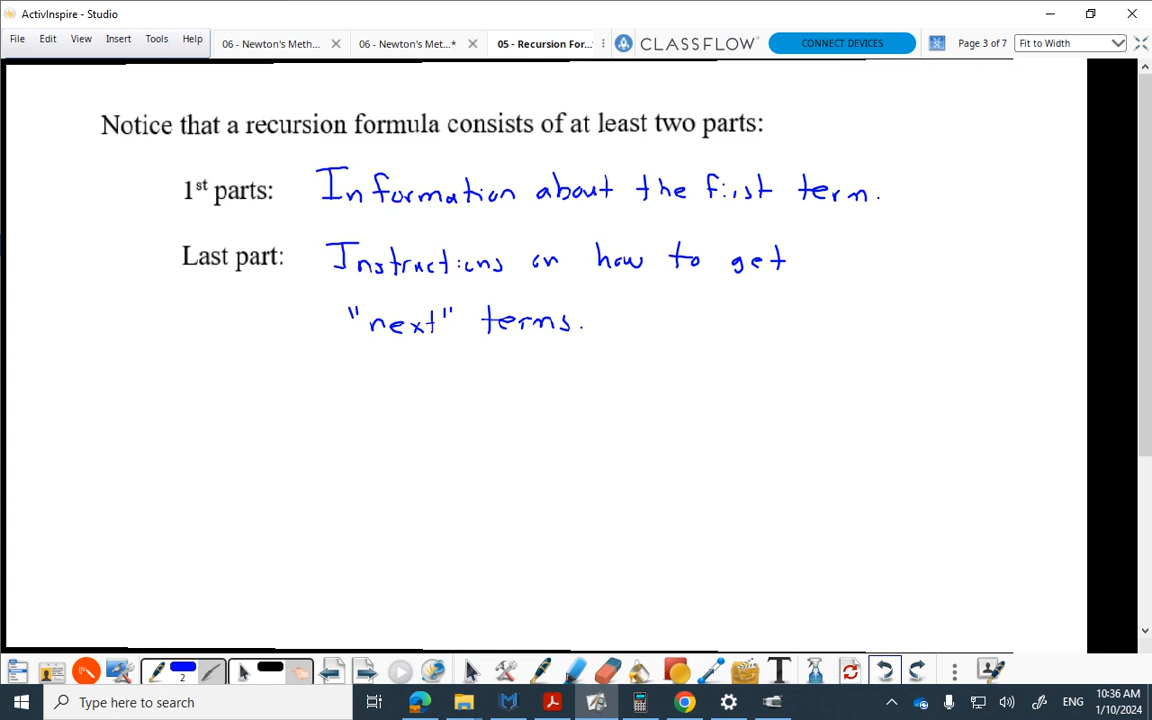 ActivInspire - Studio
File Edit View Insert Tools Help
06 - Newton's Meth... 06 - Newton's Met...* 05 - Recursion For...
CLASSFLOW
CONNECT DEVICES
Page 3 of 7
Fit to Width
Notice that a recursion formula consists of at least two parts:
1st parts: Information about the first term.
Last part: Instructions on how to get
"next" terms.
2
T
Type here to search
ENG
10:36 AM
1/10/2024